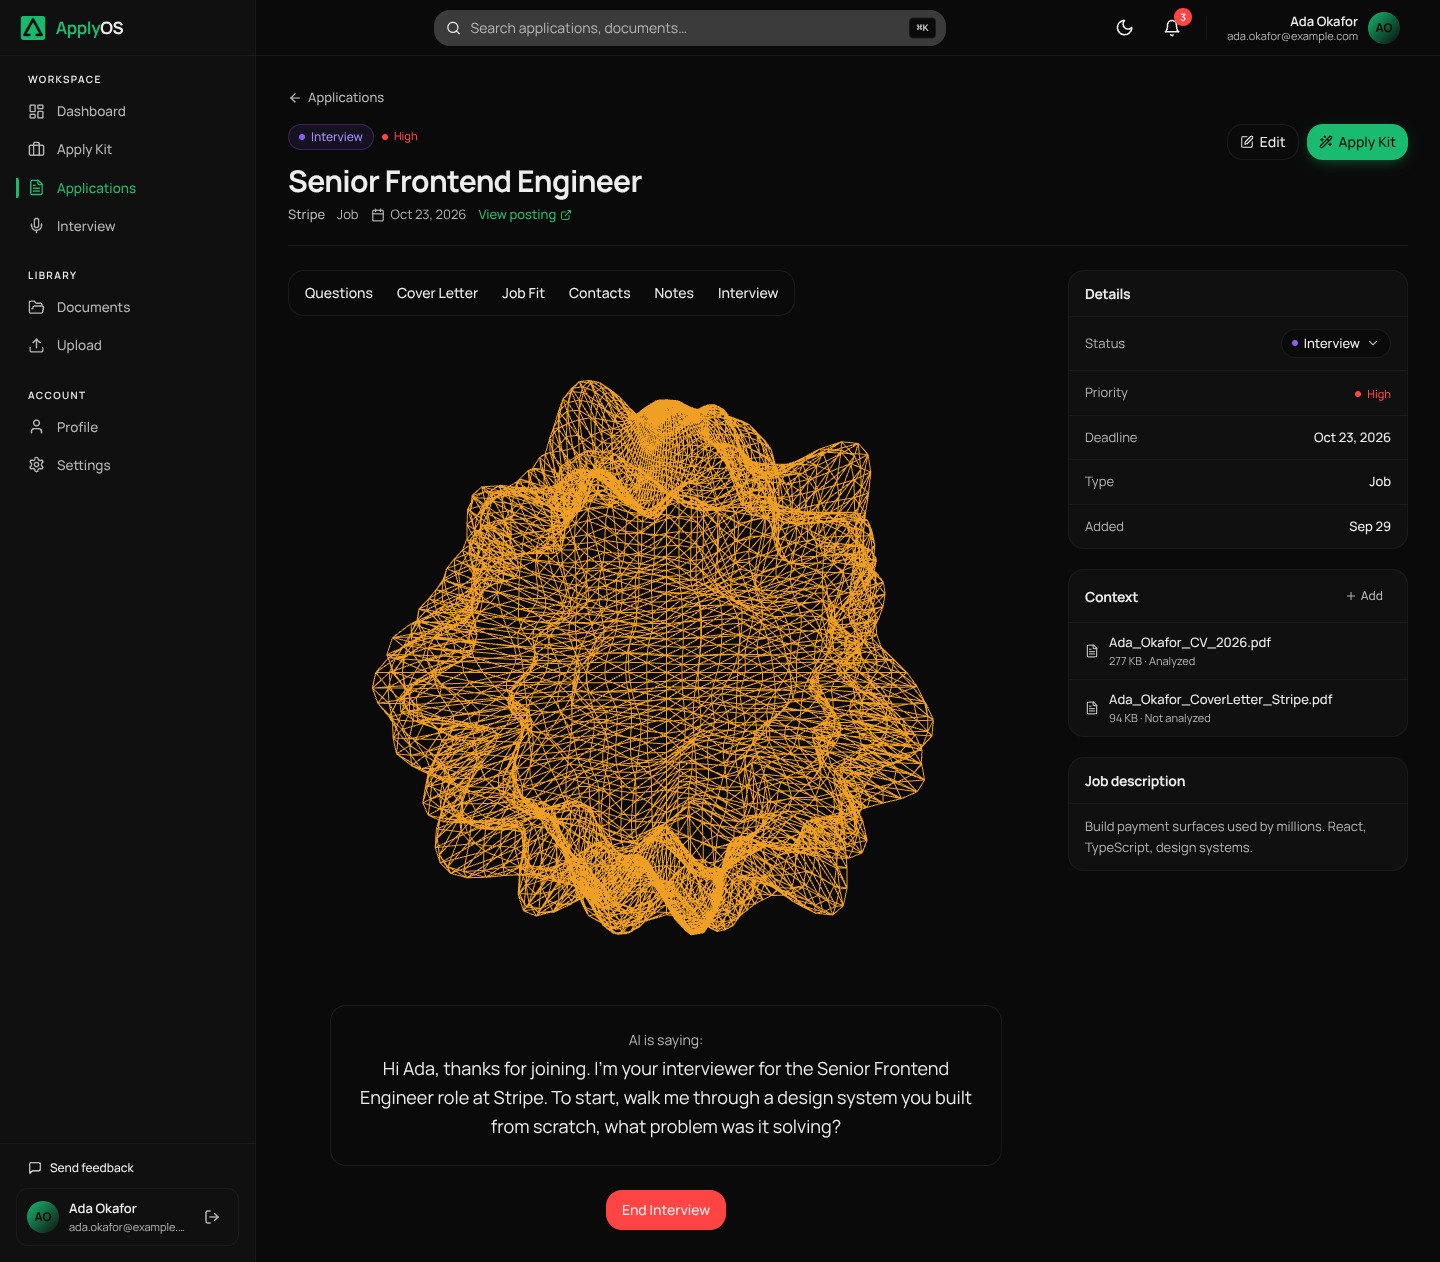 ApplyOS
Search applications, documents...
⌘K
3
Ada Okafor
ada.okafor@example.com
AO
WORKSPACE
Dashboard
Apply Kit
Applications
Interview
LIBRARY
Documents
Upload
ACCOUNT
Profile
Settings
Send feedback
AO
Ada Okafor
ada.okafor@example....
Applications
Interview
High
Edit
Apply Kit
Senior Frontend Engineer
Stripe Job Oct 23, 2026 View posting
Questions Cover Letter Job Fit Contacts Notes Interview
AI is saying:
Hi Ada, thanks for joining. I'm your interviewer for the Senior Frontend
Engineer role at Stripe. To start, walk me through a design system you built
from scratch, what problem was it solving?
End Interview
Details
Status Interview
Priority High
Deadline Oct 23, 2026
Type Job
Added Sep 29
Context
Add
Ada_Okafor_CV_2026.pdf
277 KB · Analyzed
Ada_Okafor_CoverLetter_Stripe.pdf
94 KB · Not analyzed
Job description
Build payment surfaces used by millions. React,
TypeScript, design systems.